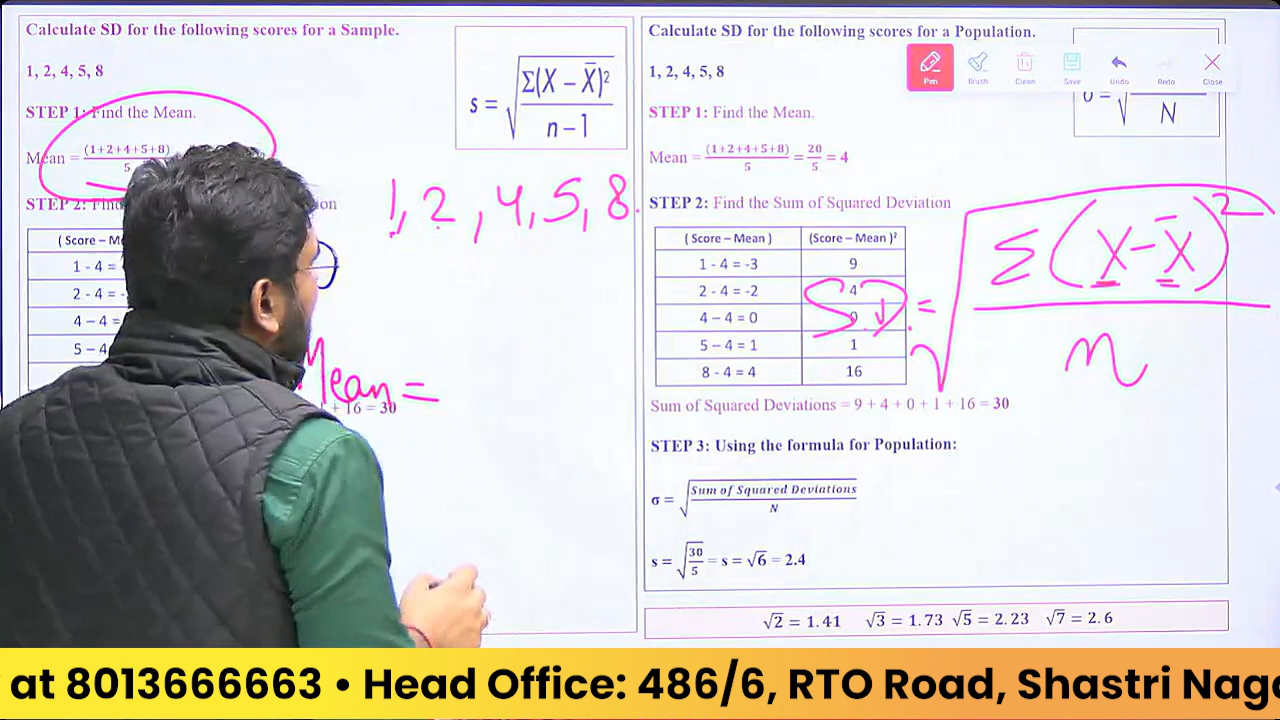 Calculate SD for the following scores for a Sample.
1, 2, 4, 5, 8
s = √ Σ(X − X̄)² / n − 1
STEP 1: Find the Mean.
Mean = (1+2+4+5+8) / 5
STEP 2: Find
( Score – M
1 - 4 =
2 - 4 = -
4 – 4 =
5 – 4
+ 16 = 30
1, 2, 4, 5, 8.
Mean =
Calculate SD for the following scores for a Population.
1, 2, 4, 5, 8
Pen Brush Clean Save Undo Redo Close
σ = √ N
STEP 1: Find the Mean.
Mean = (1+2+4+5+8) / 5 = 20 / 5 = 4
STEP 2: Find the Sum of Squared Deviation
( Score – Mean ) (Score – Mean )²
1 - 4 = -3 9
2 - 4 = -2 4
4 – 4 = 0 0
5 – 4 = 1 1
8 - 4 = 4 16
S.D. = √ Σ(X − X̄)² / n
Sum of Squared Deviations = 9 + 4 + 0 + 1 + 16 = 30
STEP 3: Using the formula for Population:
σ = √ Sum of Squared Deviations / N
s = √ 30 / 5 = s = √6 = 2.4
√2 = 1.41 √3 = 1.73 √5 = 2.23 √7 = 2.6
at 8013666663 • Head Office: 486/6, RTO Road, Shastri